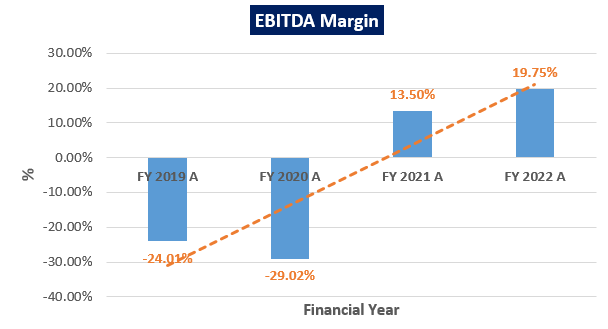 EBITDA Margin
30.00%
20.00%
10.00%
0.00%
-10.00%
-20.00%
-30.00%
-40.00%
%
-24.01%
-29.02%
13.50%
19.75%
FY 2019 A
FY 2020 A
FY 2021 A
FY 2022 A
Financial Year